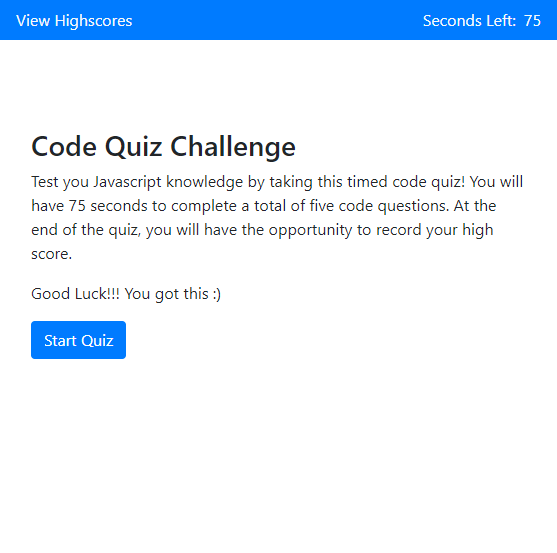 View Highscores
Seconds Left: 75
Code Quiz Challenge
Test you Javascript knowledge by taking this timed code quiz! You will
have 75 seconds to complete a total of five code questions. At the
end of the quiz, you will have the opportunity to record your high
score.
Good Luck!!! You got this :)
Start Quiz